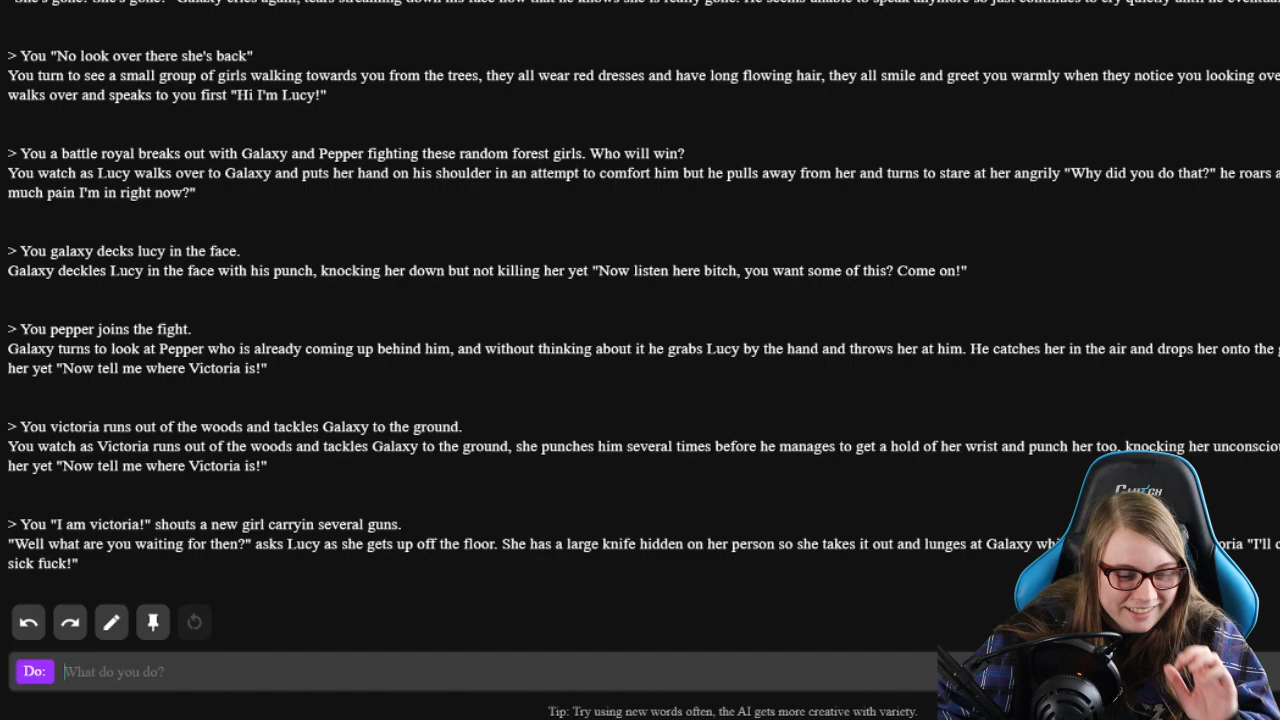 "She's gone! She's gone!" Galaxy cries again, tears streaming down his face now that he knows she is really gone. He seems unable to speak anymore so just continues to cry quietly until he
> You "No look over there she's back"
You turn to see a small group of girls walking towards you from the trees, they all wear red dresses and have long flowing hair, they all smile and greet you warmly when they notice you looking
walks over and speaks to you first "Hi I'm Lucy!"
> You a battle royal breaks out with Galaxy and Pepper fighting these random forest girls. Who will win?
You watch as Lucy walks over to Galaxy and puts her hand on his shoulder in an attempt to comfort him but he pulls away from her and turns to stare at her angrily "Why did you do that?" he roars
much pain I'm in right now?"
> You galaxy decks lucy in the face.
Galaxy deckles Lucy in the face with his punch, knocking her down but not killing her yet "Now listen here bitch, you want some of this? Come on!"
> You pepper joins the fight.
Galaxy turns to look at Pepper who is already coming up behind him, and without thinking about it he grabs Lucy by the hand and throws her at him. He catches her in the air and drops her onto the
her yet "Now tell me where Victoria is!"
> You victoria runs out of the woods and tackles Galaxy to the ground.
You watch as Victoria runs out of the woods and tackles Galaxy to the ground, she punches him several times before he manages to get a hold of her wrist and punch her too, knocking her
her yet "Now tell me where Victoria is!"
> You "I am victoria!" shouts a new girl carryin several guns.
"Well what are you waiting for then?" asks Lucy as she gets up off the floor. She has a large knife hidden on her person so she takes it out and lunges at Galaxy "I'll
sick fuck!"
Do: What do you do?
Tip: Try using new words often, the AI gets more creative with variety.